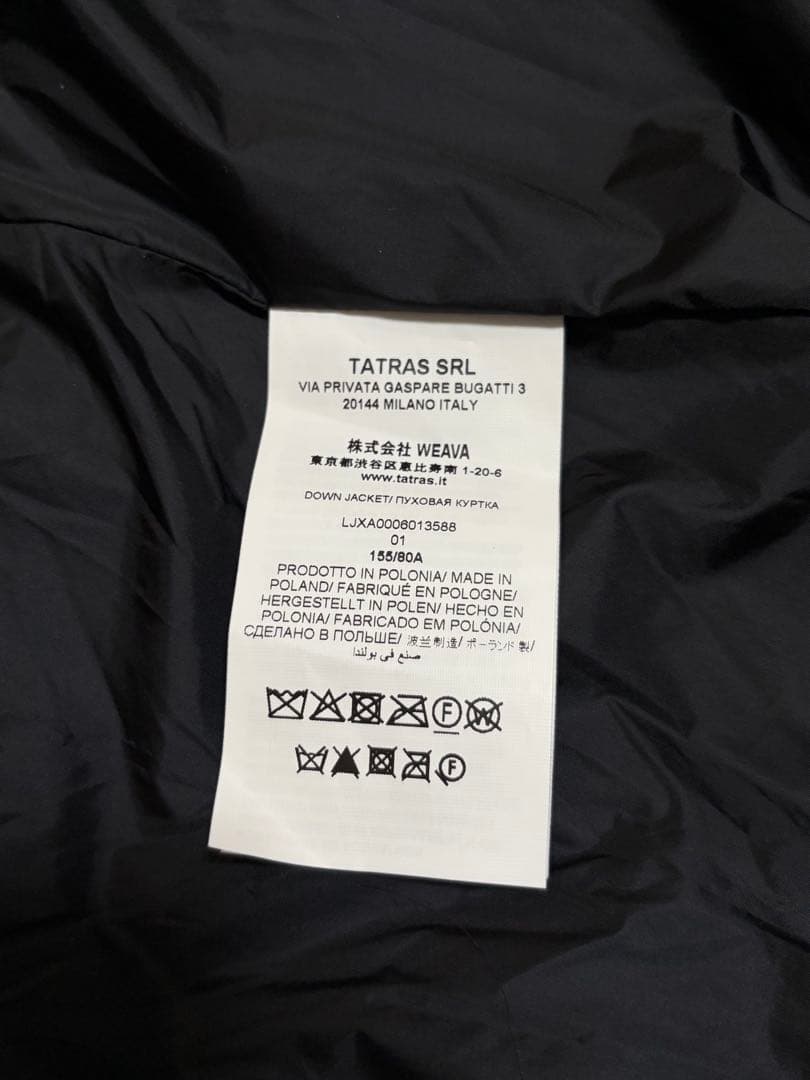 TATRAS SRL
VIA PRIVATA GASPARE BUGATTI 3
20144 MILANO ITALY
株式会社 WEAVA
東京都渋谷区恵比寿南 1-20-6
www.tatras.it
DOWN JACKET/ ПУХОВАЯ КУРТКА
LJXA0006013588
01
155/80A
PRODOTTO IN POLONIA/ MADE IN
POLAND/ FABRIQUÉ EN POLOGNE/
HERGESTELLT IN POLEN/ HECHO EN
POLONIA/ FABRICADO EM POLÓNIA/
СДЕЛАНО В ПОЛЬШЕ/ 波兰制造/ ポーランド製/
صنع في بولندا
F W
F